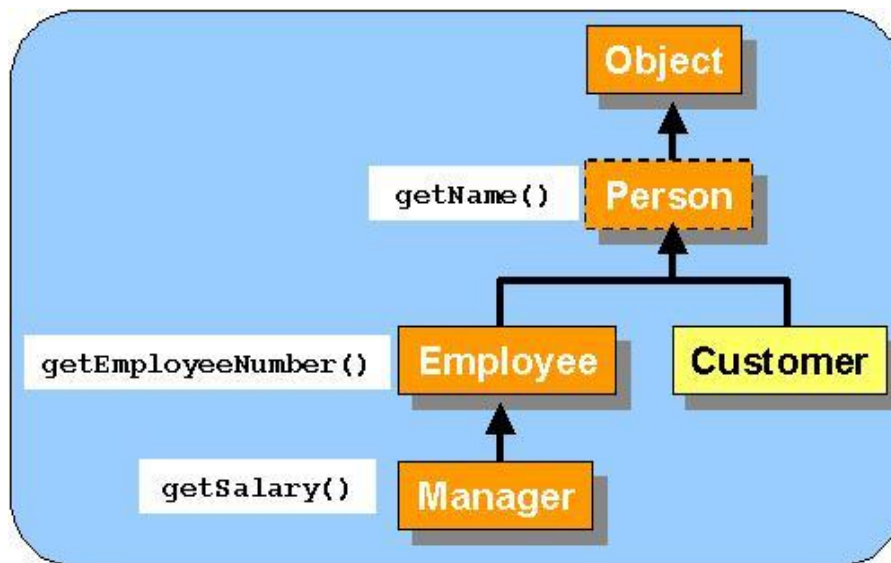 Object
getName()
Person
getEmployeeNumber()
Employee
Customer
getSalary()
Manager